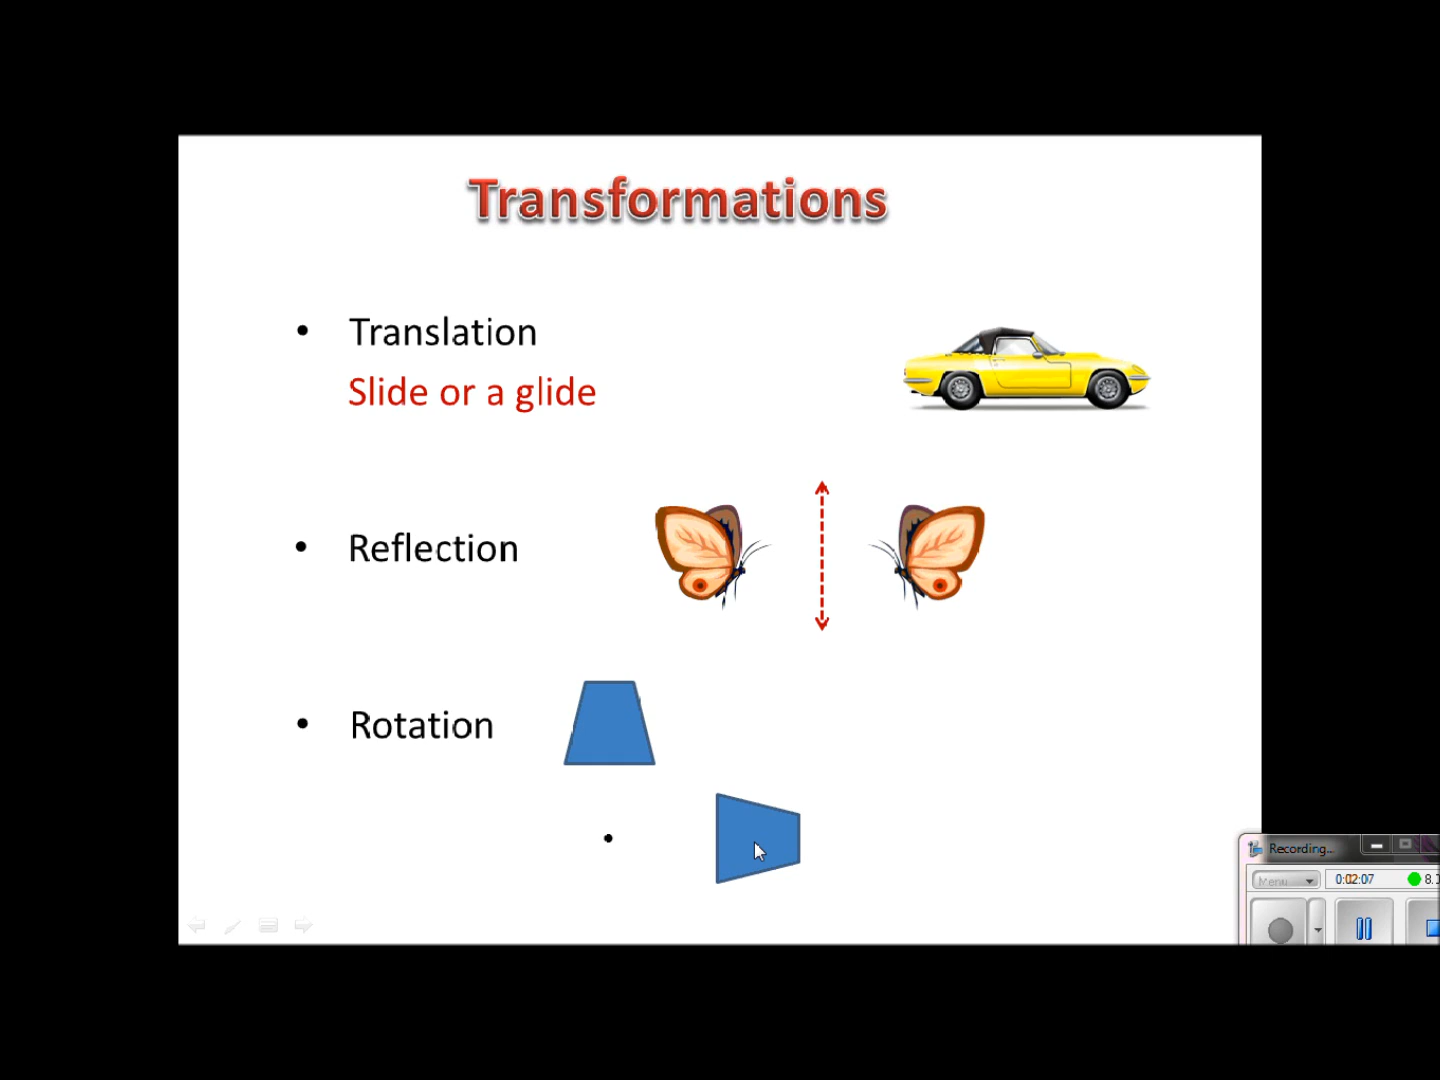 Transformations
• Translation
Slide or a glide
• Reflection
• Rotation
Recording...
Menu
0:02:07